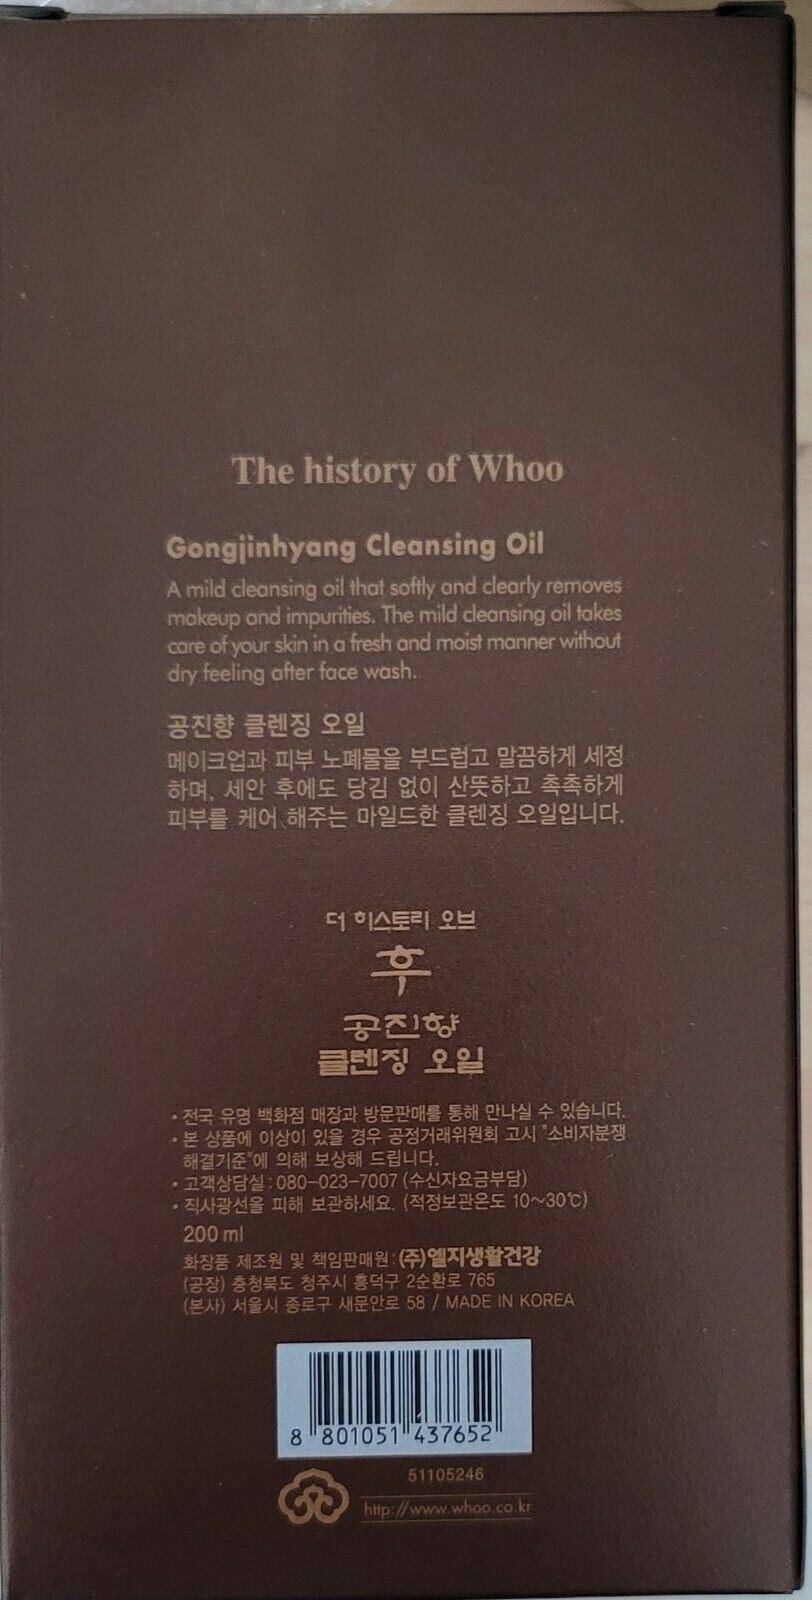 The history of Whoo
Gongjinhyang Cleansing Oil
A mild cleansing oil that softly and clearly removes
makeup and impurities. The mild cleansing oil takes
care of your skin in a fresh and moist manner without
dry feeling after face wash.
공진향 클렌징 오일
메이크업과 피부 노폐물을 부드럽고 말끔하게 세정
하며, 세안 후에도 당김 없이 산뜻하고 촉촉하게
피부를 케어 해주는 마일드한 클렌징 오일입니다.
더 히스토리 오브
후
공진향
클렌징 오일
• 전국 유명 백화점 매장과 방문판매를 통해 만나실 수 있습니다.
• 본 상품에 이상이 있을 경우 공정거래위원회 고시 "소비자분쟁
해결기준"에 의해 보상해 드립니다.
• 고객상담실 : 080-023-7007 (수신자요금부담)
• 직사광선을 피해 보관하세요. (적정보관온도 10~30℃)
200 ml
화장품 제조원 및 책임판매원 : (주)엘지생활건강
(공장) 충청북도 청주시 흥덕구 2순환로 765
(본사) 서울시 종로구 새문안로 58 / MADE IN KOREA
8 801051 437652
51105246
http://www.whoo.co.kr